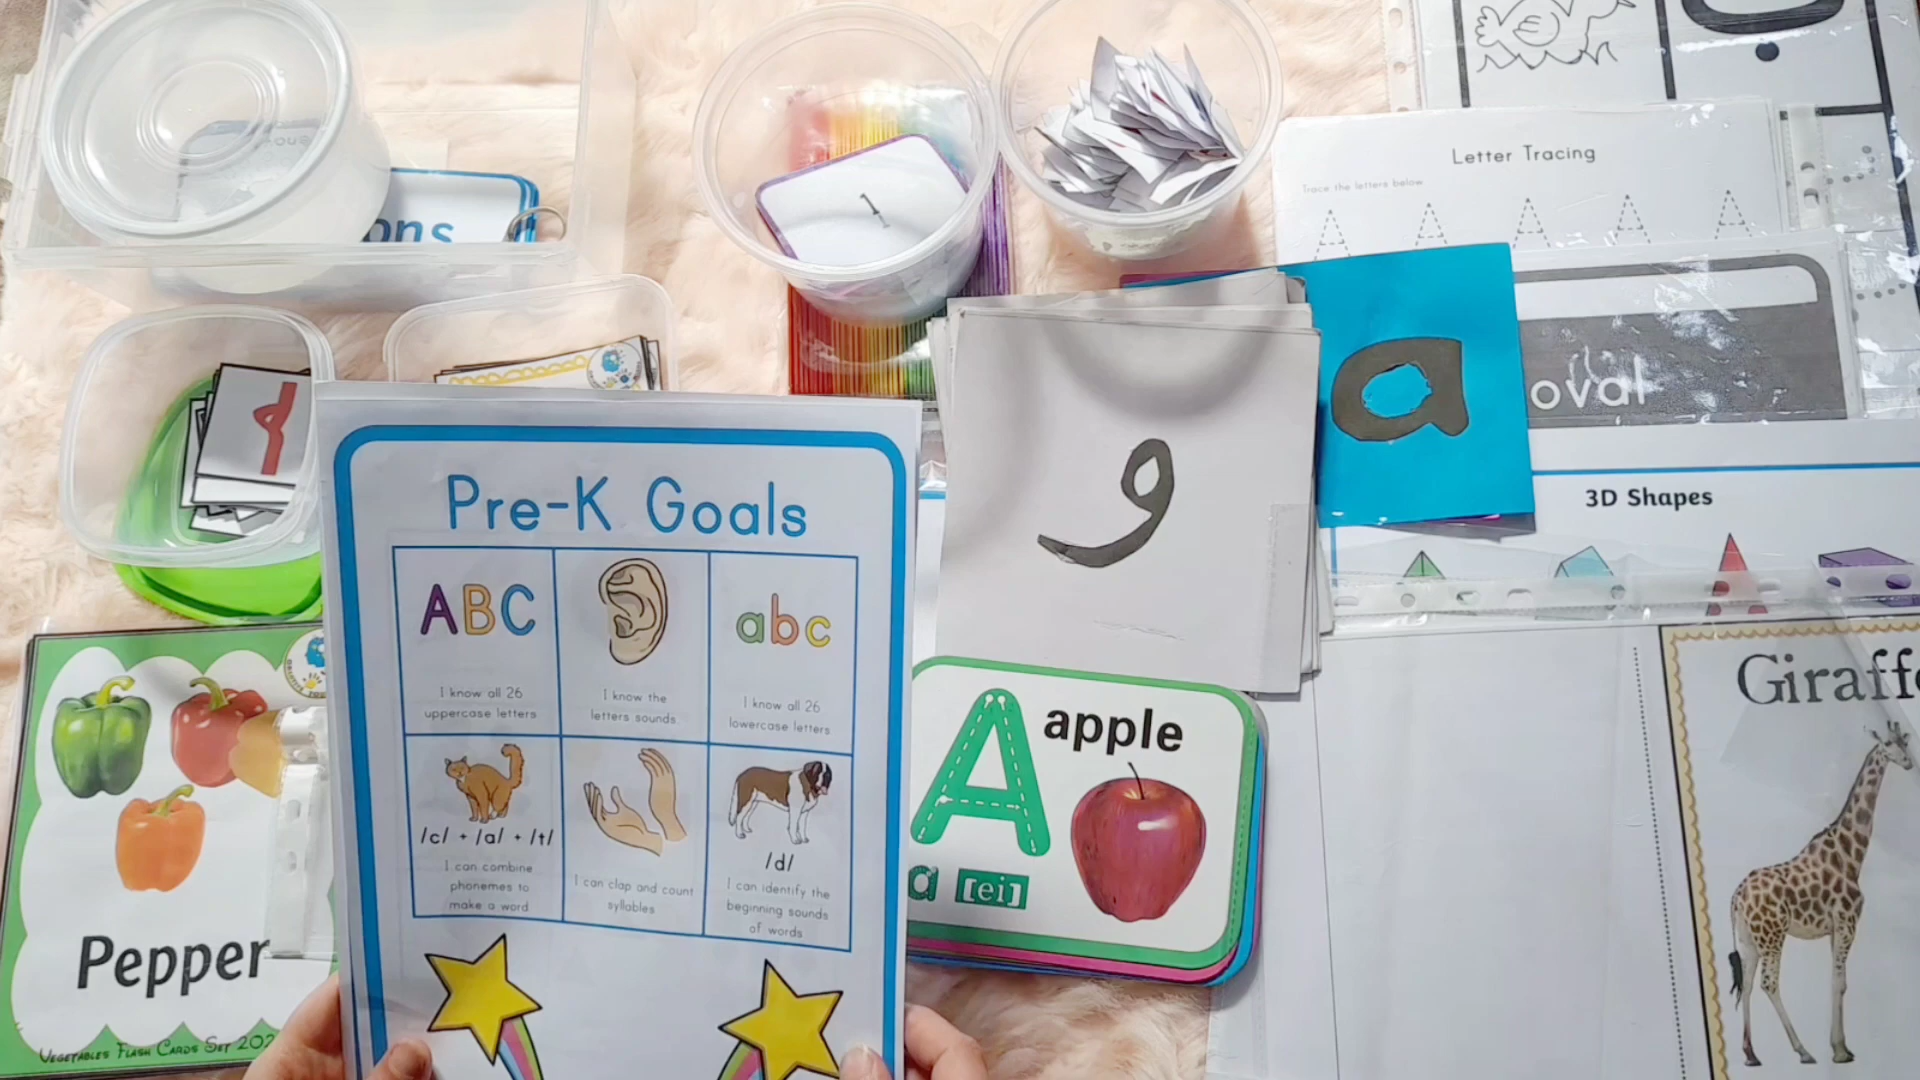 ons
1
Letter Tracing
Trace the letters below
A A A A A
a
oval
و
3D Shapes
Pre-K Goals
ABC
abc
I know all 26
uppercase letters
I know the
letters sounds
I know all 26
lowercase letters
/c/ + /a/ + /t/
I can combine
phonemes to
make a word
I can clap and count
syllables
/d/
I can identify the
beginning sounds
of words
A
apple
a [ei]
Giraffe
Pepper
VEGETABLES FLASH CARDS SET 202